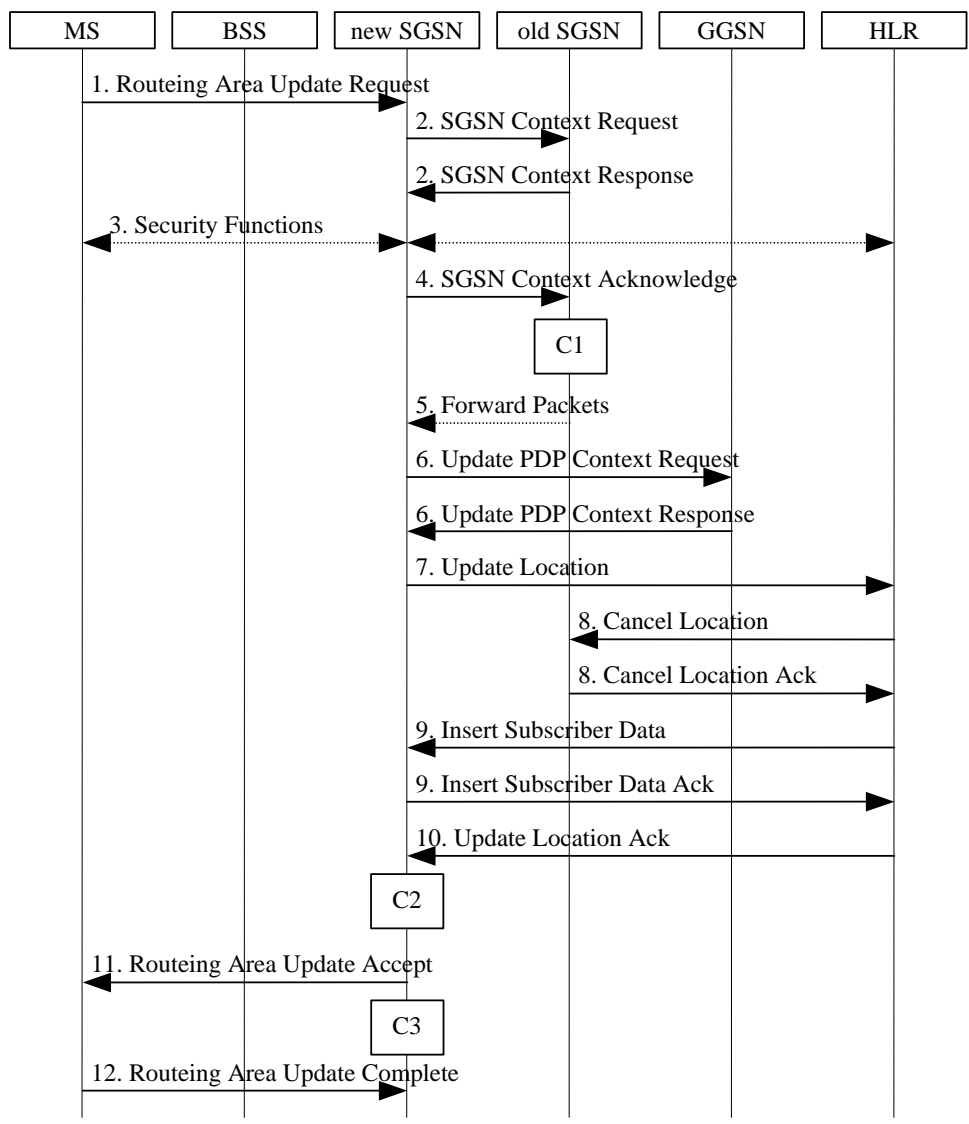 MS
BSS
new SGSN
old SGSN
GGSN
HLR
1. Routeing Area Update Request
2. SGSN Context Request
2. SGSN Context Response
3. Security Functions
4. SGSN Context Acknowledge
C1
5. Forward Packets
6. Update PDP Context Request
6. Update PDP Context Response
7. Update Location
8. Cancel Location
8. Cancel Location Ack
9. Insert Subscriber Data
9. Insert Subscriber Data Ack
10. Update Location Ack
C2
11. Routeing Area Update Accept
C3
12. Routeing Area Update Complete